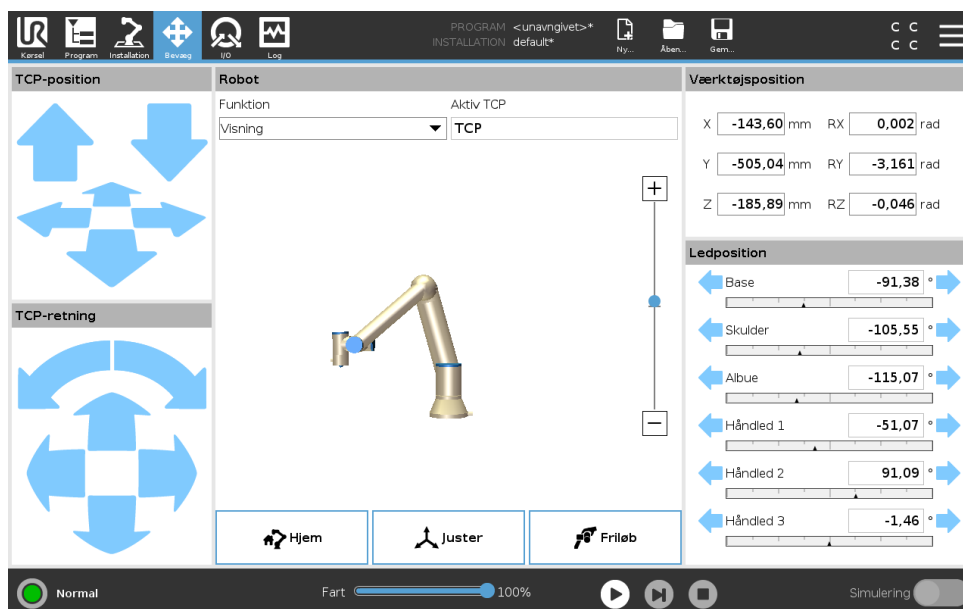 UR
PROGRAM <unavngivet>*
INSTALLATION default*
Kørsel Program Installation Bevæg I/O Log Ny... Åben... Gem...
C C
C C
TCP-position
Robot
Værktøjsposition
Funktion Aktiv TCP
Visning TCP
X -143,60 mm RX 0,002 rad
Y -505,04 mm RY -3,161 rad
Z -185,89 mm RZ -0,046 rad
+
−
Ledposition
Base -91,38 °
Skulder -105,55 °
Albue -115,07 °
Håndled 1 -51,07 °
Håndled 2 91,09 °
Håndled 3 -1,46 °
TCP-retning
Hjem Juster Friløb
Normal Fart 100% Simulering